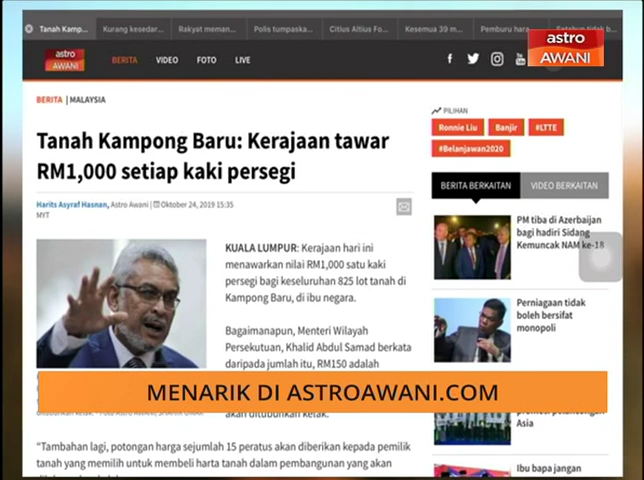 Tanah Kamp...
Kurang kesedar...
Rakyat meman...
Polis tumpaska...
Citius Altius Fo...
Kesemua 39 m...
Pemburu hara...
astro
AWANI
BERITA
VIDEO
FOTO
LIVE
astro
AWANI
BERITA | MALAYSIA
Tanah Kampong Baru: Kerajaan tawar
RM1,000 setiap kaki persegi
Harits Asyraf Hasnan, Astro Awani | Oktober 24, 2019 15:35
MYT
KUALA LUMPUR: Kerajaan hari ini
menawarkan nilai RM1,000 satu kaki
persegi bagi keseluruhan 825 lot tanah di
Kampong Baru, di ibu negara.
Bagaimanapun, Menteri Wilayah
Persekutuan, Khalid Abdul Samad berkata
daripada jumlah itu, RM150 adalah
akan ditubuhkan kelak.
"Tambahan lagi, potongan harga sejumlah 15 peratus akan diberikan kepada pemilik
tanah yang memilih untuk membeli harta tanah dalam pembangunan yang akan
PILIHAN
Ronnie Liu
Banjir
#LTTE
#Belanjawan2020
BERITA BERKAITAN
VIDEO BERKAITAN
PM tiba di Azerbaijan
bagi hadiri Sidang
Kemuncak NAM ke-18
Perniagaan tidak
boleh bersifat
monopoli
Asia
Ibu bapa jangan
MENARIK DI ASTROAWANI.COM